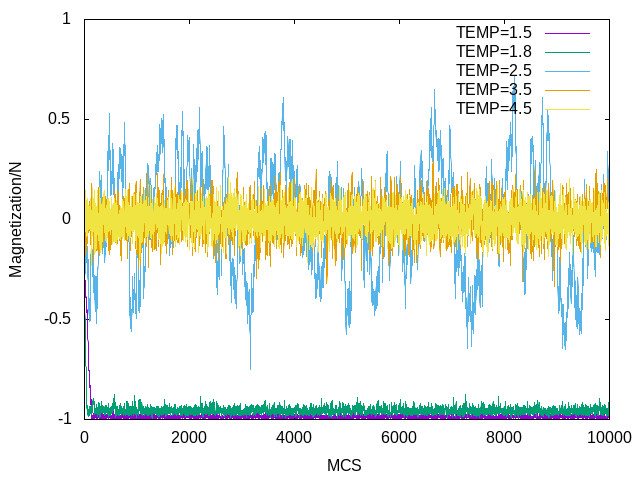 1
0.5
0
-0.5
-1
Magnetization/N
TEMP=1.5
TEMP=1.8
TEMP=2.5
TEMP=3.5
TEMP=4.5
0 2000 4000 6000 8000 10000
MCS